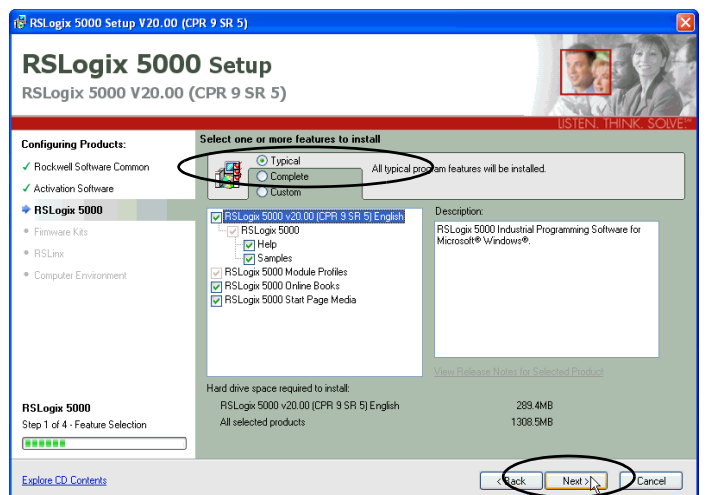 RSLogix 5000 Setup V20.00 (CPR 9 SR 5)
RSLogix 5000 Setup
RSLogix 5000 V20.00 (CPR 9 SR 5)
LISTEN. THINK. SOLVE.℠
Configuring Products:
Rockwell Software Common
Activation Software
RSLogix 5000
Firmware Kits
RSLinx
Computer Environment
Select one or more features to install
Typical
Complete
Custom
All typical program features will be installed.
RSLogix 5000 v20.00 (CPR 9 SR 5) English
RSLogix 5000
Help
Samples
RSLogix 5000 Module Profiles
RSLogix 5000 Online Books
RSLogix 5000 Start Page Media
Description:
RSLogix 5000 Industrial Programming Software for
Microsoft® Windows®.
View Release Notes for Selected Product
Hard drive space required to install:
RSLogix 5000 v20.00 (CPR 9 SR 5) English 289.4MB
All selected products 1308.5MB
RSLogix 5000
Step 1 of 4 - Feature Selection
Explore CD Contents
< Back
Next >
Cancel